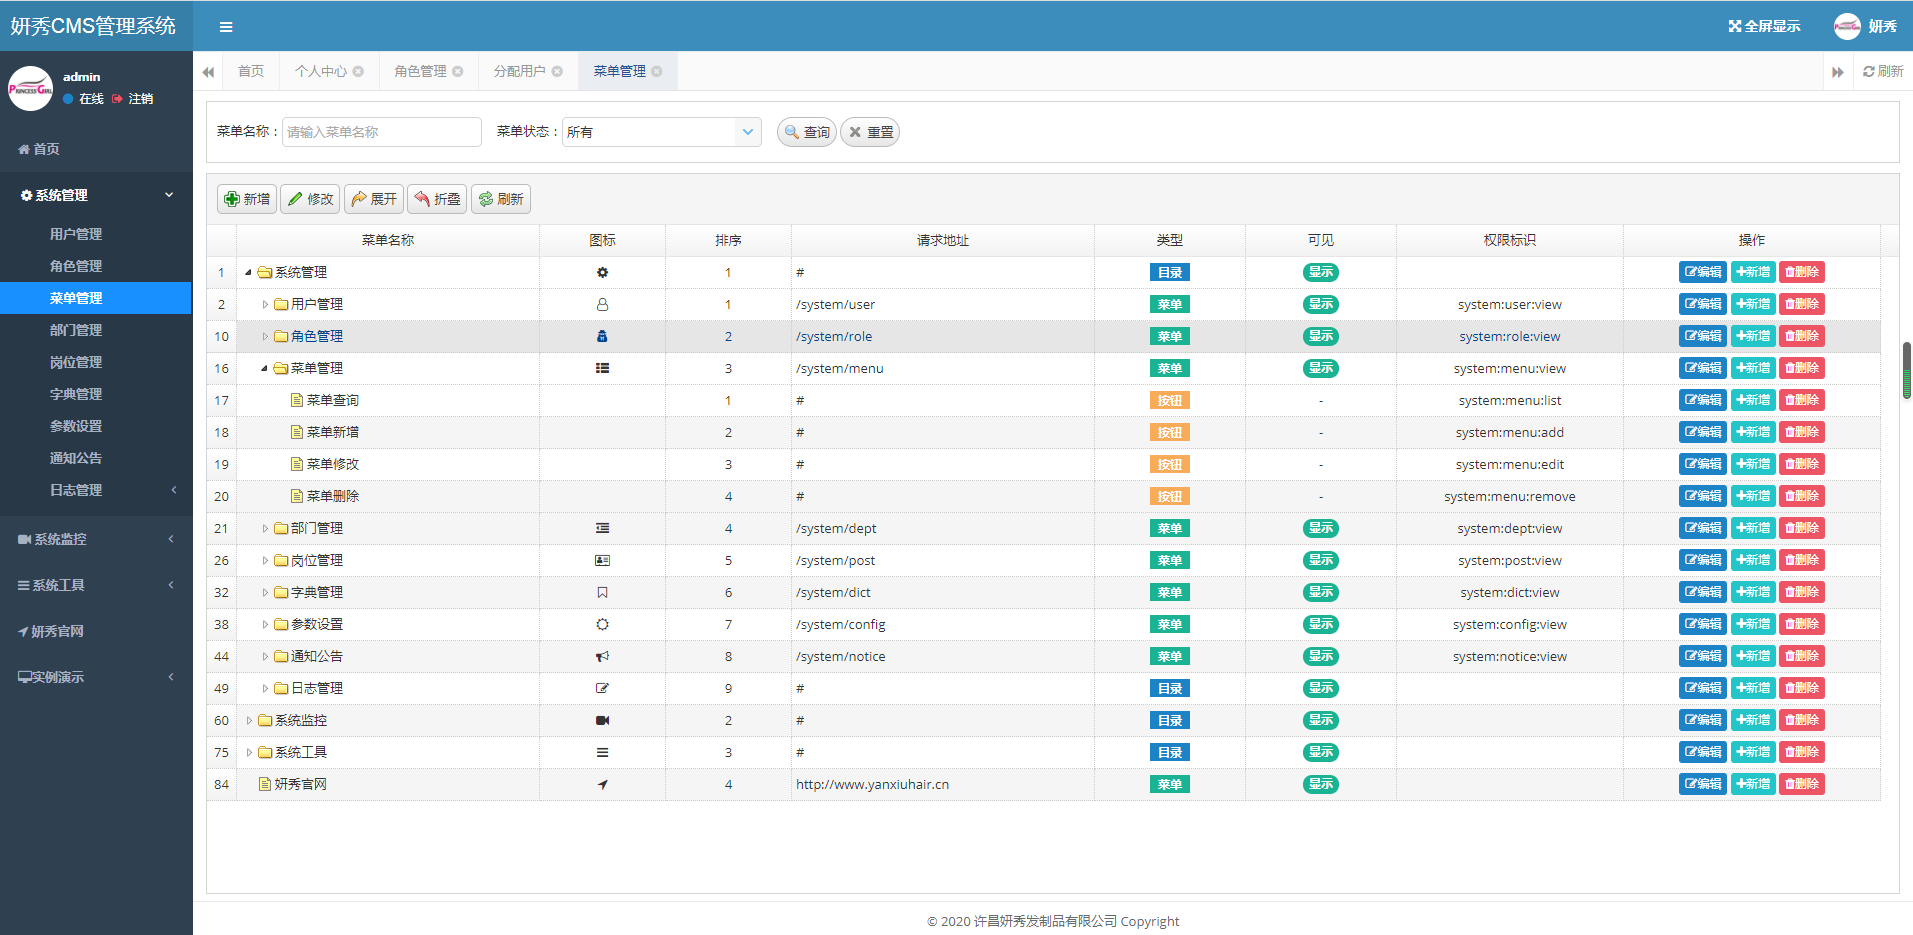 妍秀CMS管理系统
全屏显示 妍秀
PRINCESS GIRL
admin
在线 注销
首页
系统管理
用户管理
角色管理
菜单管理
部门管理
岗位管理
字典管理
参数设置
通知公告
日志管理
系统监控
系统工具
妍秀官网
实例演示
首页 个人中心 角色管理 分配用户 菜单管理 刷新
菜单名称： 请输入菜单名称 菜单状态： 所有 查询 重置
新增 修改 展开 折叠 刷新
菜单名称 图标 排序 请求地址 类型 可见 权限标识 操作
1 系统管理 1 # 目录 显示 编辑 新增 删除
2 用户管理 1 /system/user 菜单 显示 system:user:view 编辑 新增 删除
10 角色管理 2 /system/role 菜单 显示 system:role:view 编辑 新增 删除
16 菜单管理 3 /system/menu 菜单 显示 system:menu:view 编辑 新增 删除
17 菜单查询 1 # 按钮 - system:menu:list 编辑 新增 删除
18 菜单新增 2 # 按钮 - system:menu:add 编辑 新增 删除
19 菜单修改 3 # 按钮 - system:menu:edit 编辑 新增 删除
20 菜单删除 4 # 按钮 - system:menu:remove 编辑 新增 删除
21 部门管理 4 /system/dept 菜单 显示 system:dept:view 编辑 新增 删除
26 岗位管理 5 /system/post 菜单 显示 system:post:view 编辑 新增 删除
32 字典管理 6 /system/dict 菜单 显示 system:dict:view 编辑 新增 删除
38 参数设置 7 /system/config 菜单 显示 system:config:view 编辑 新增 删除
44 通知公告 8 /system/notice 菜单 显示 system:notice:view 编辑 新增 删除
49 日志管理 9 # 目录 显示 编辑 新增 删除
60 系统监控 2 # 目录 显示 编辑 新增 删除
75 系统工具 3 # 目录 显示 编辑 新增 删除
84 妍秀官网 4 http://www.yanxiuhair.cn 菜单 显示 编辑 新增 删除
© 2020 许昌妍秀发制品有限公司 Copyright